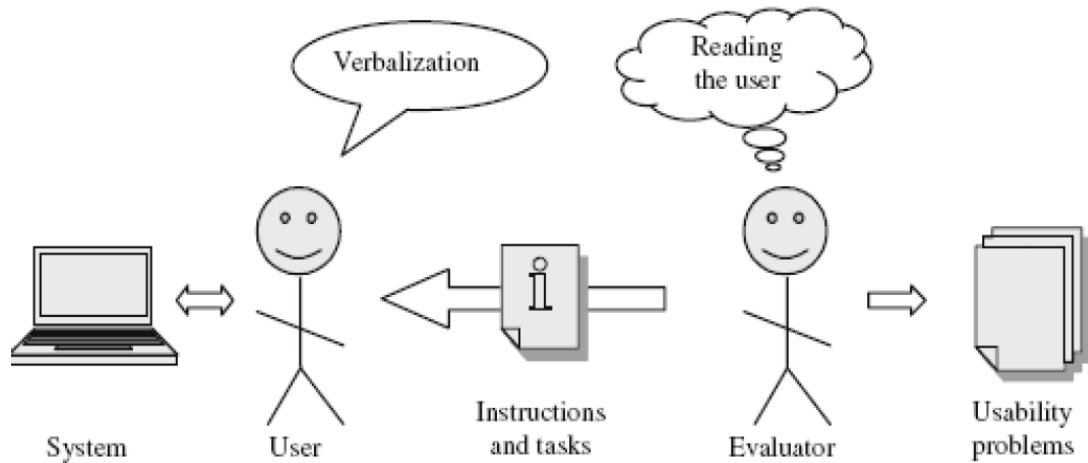 Verbalization
Reading
the user
i
System
User
Instructions
and tasks
Evaluator
Usability
problems